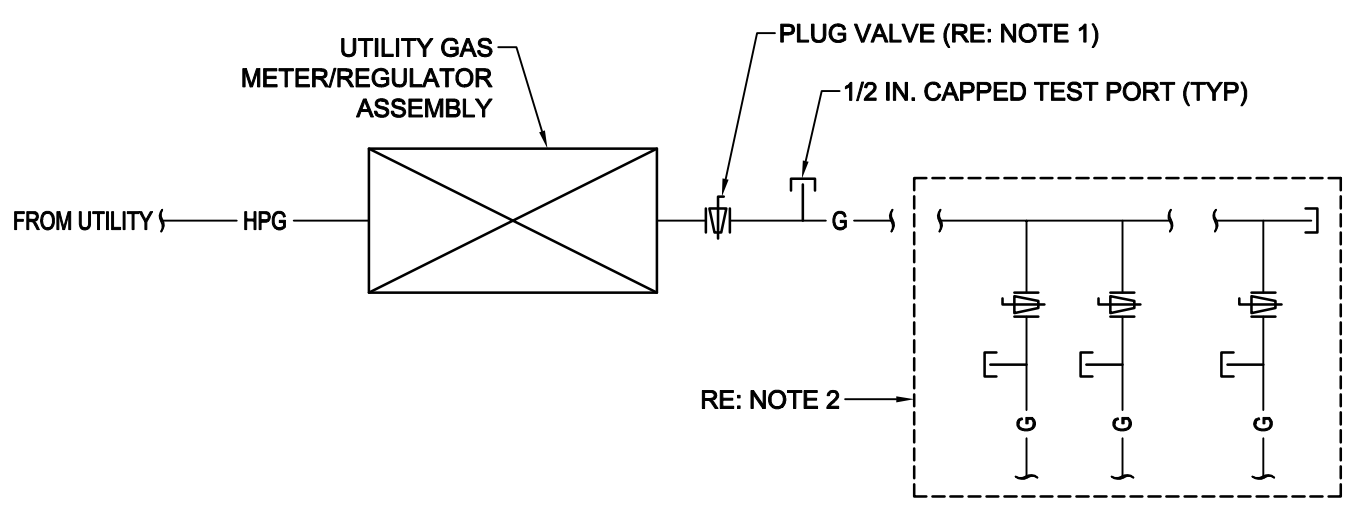 UTILITY GAS
METER/REGULATOR
ASSEMBLY
PLUG VALVE (RE: NOTE 1)
1/2 IN. CAPPED TEST PORT (TYP)
FROM UTILITY
HPG
G
RE: NOTE 2
G
G
G